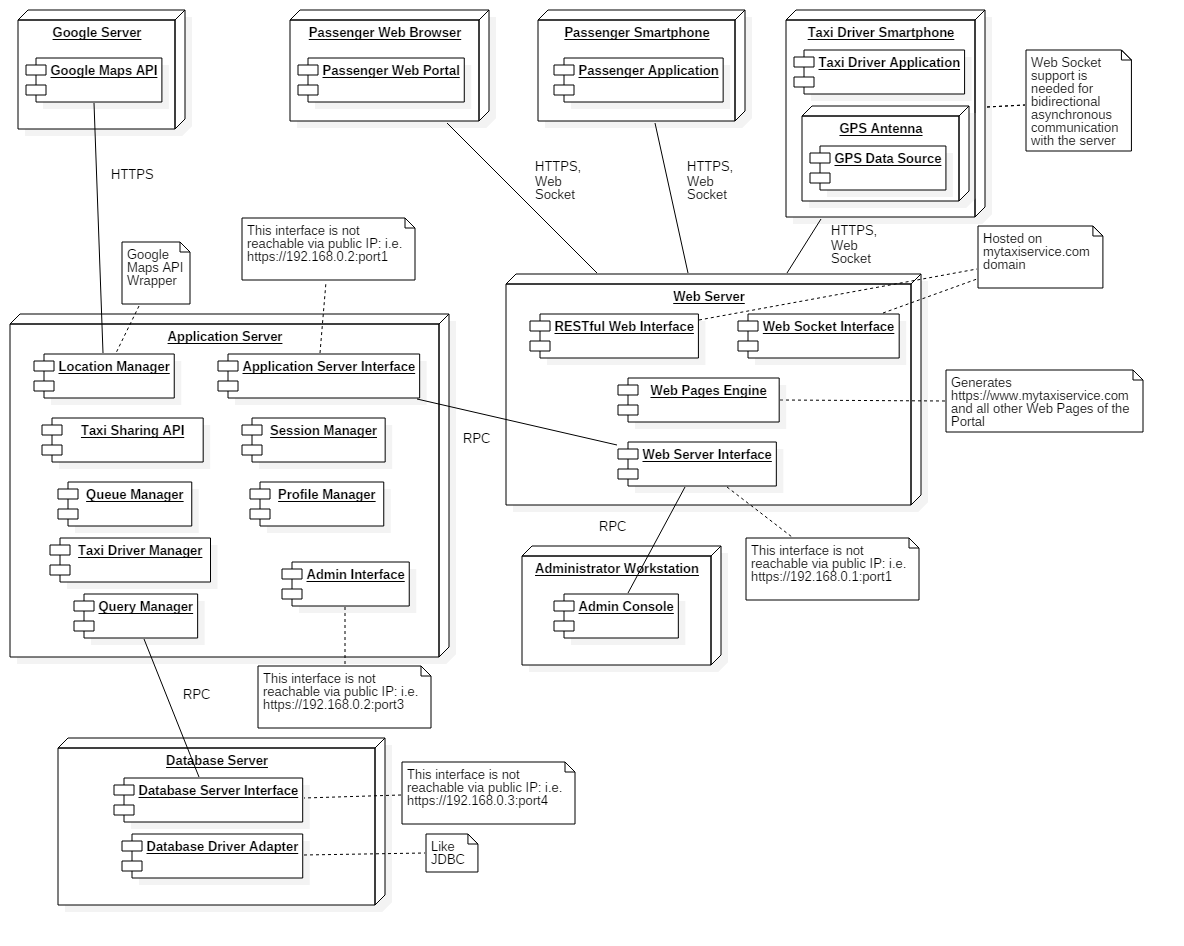 Google Server
Google Maps API
Passenger Web Browser
Passenger Web Portal
Passenger Smartphone
Passenger Application
Taxi Driver Smartphone
Taxi Driver Application
GPS Antenna
GPS Data Source
Web Socket
support is
needed for
bidirectional
asynchronous
communication
with the server
HTTPS
HTTPS,
Web
Socket
HTTPS,
Web
Socket
HTTPS,
Web
Socket
Google
Maps API
Wrapper
This interface is not
reachable via public IP: i.e.
https://192.168.0.2:port1
Hosted on
mytaxiservice.com
domain
Application Server
Location Manager
Application Server Interface
Taxi Sharing API
Session Manager
Queue Manager
Profile Manager
Taxi Driver Manager
Admin Interface
Query Manager
RPC
Web Server
RESTful Web Interface
Web Socket Interface
Web Pages Engine
Web Server Interface
Generates
https://www.mytaxiservice.com
and all other Web Pages of the
Portal
RPC
Administrator Workstation
Admin Console
This interface is not
reachable via public IP: i.e.
https://192.168.0.1:port1
This interface is not
reachable via public IP: i.e.
https://192.168.0.2:port3
RPC
Database Server
Database Server Interface
Database Driver Adapter
This interface is not
reachable via public IP: i.e.
https://192.168.0.3:port4
Like
JDBC